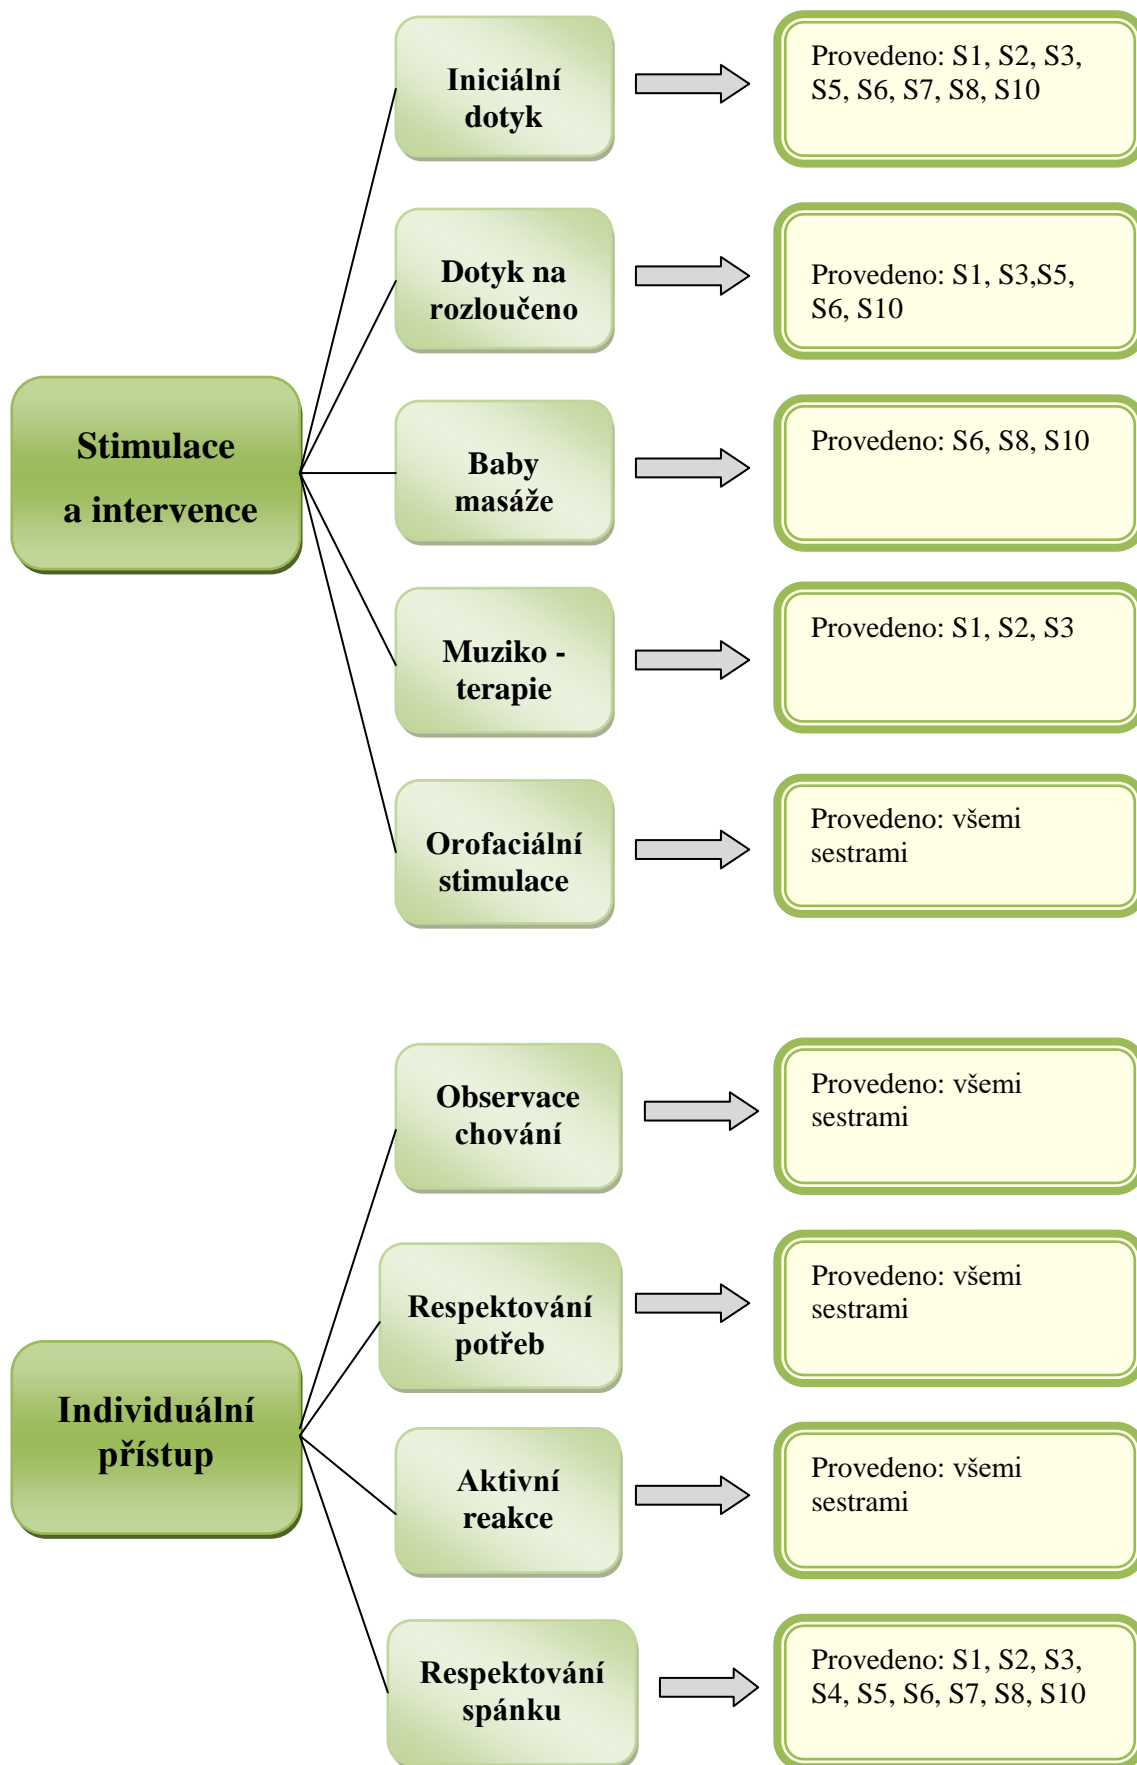 Stimulace
a intervence
Iniciální
dotyk
Provedeno: S1, S2, S3,
S5, S6, S7, S8, S10
Dotyk na
rozloučeno
Provedeno: S1, S3,S5,
S6, S10
Baby
masáže
Provedeno: S6, S8, S10
Muziko -
terapie
Provedeno: S1, S2, S3
Orofaciální
stimulace
Provedeno: všemi
sestrami
Individuální
přístup
Observace
chování
Provedeno: všemi
sestrami
Respektování
potřeb
Provedeno: všemi
sestrami
Aktivní
reakce
Provedeno: všemi
sestrami
Respektování
spánku
Provedeno: S1, S2, S3,
S4, S5, S6, S7, S8, S10